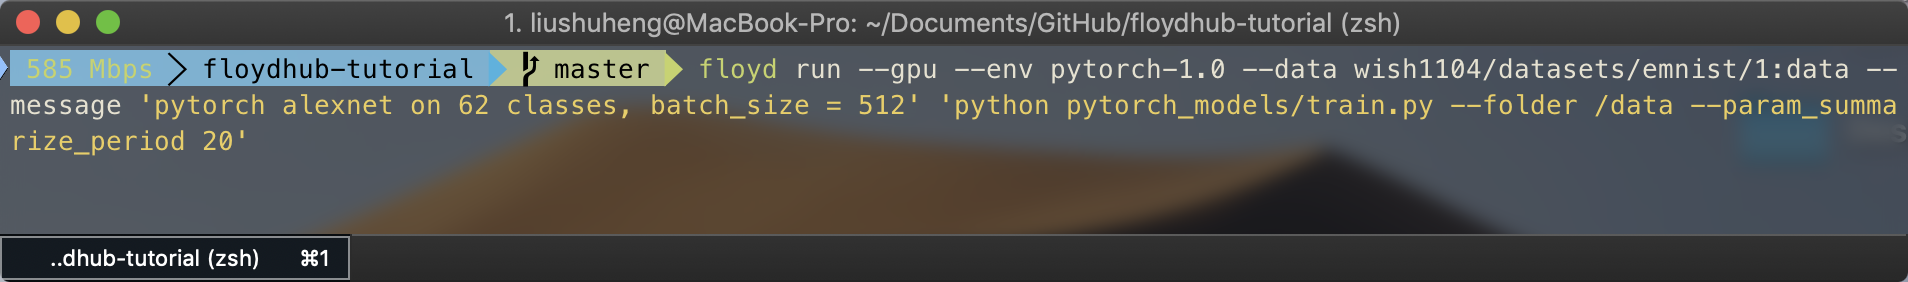 1. liushuheng@MacBook-Pro: ~/Documents/GitHub/floydhub-tutorial (zsh)
585 Mbps floydhub-tutorial master floyd run --gpu --env pytorch-1.0 --data wish1104/datasets/emnist/1:data --
message 'pytorch alexnet on 62 classes, batch_size = 512' 'python pytorch_models/train.py --folder /data --param_summa
rize_period 20'
..dhub-tutorial (zsh) ⌘1